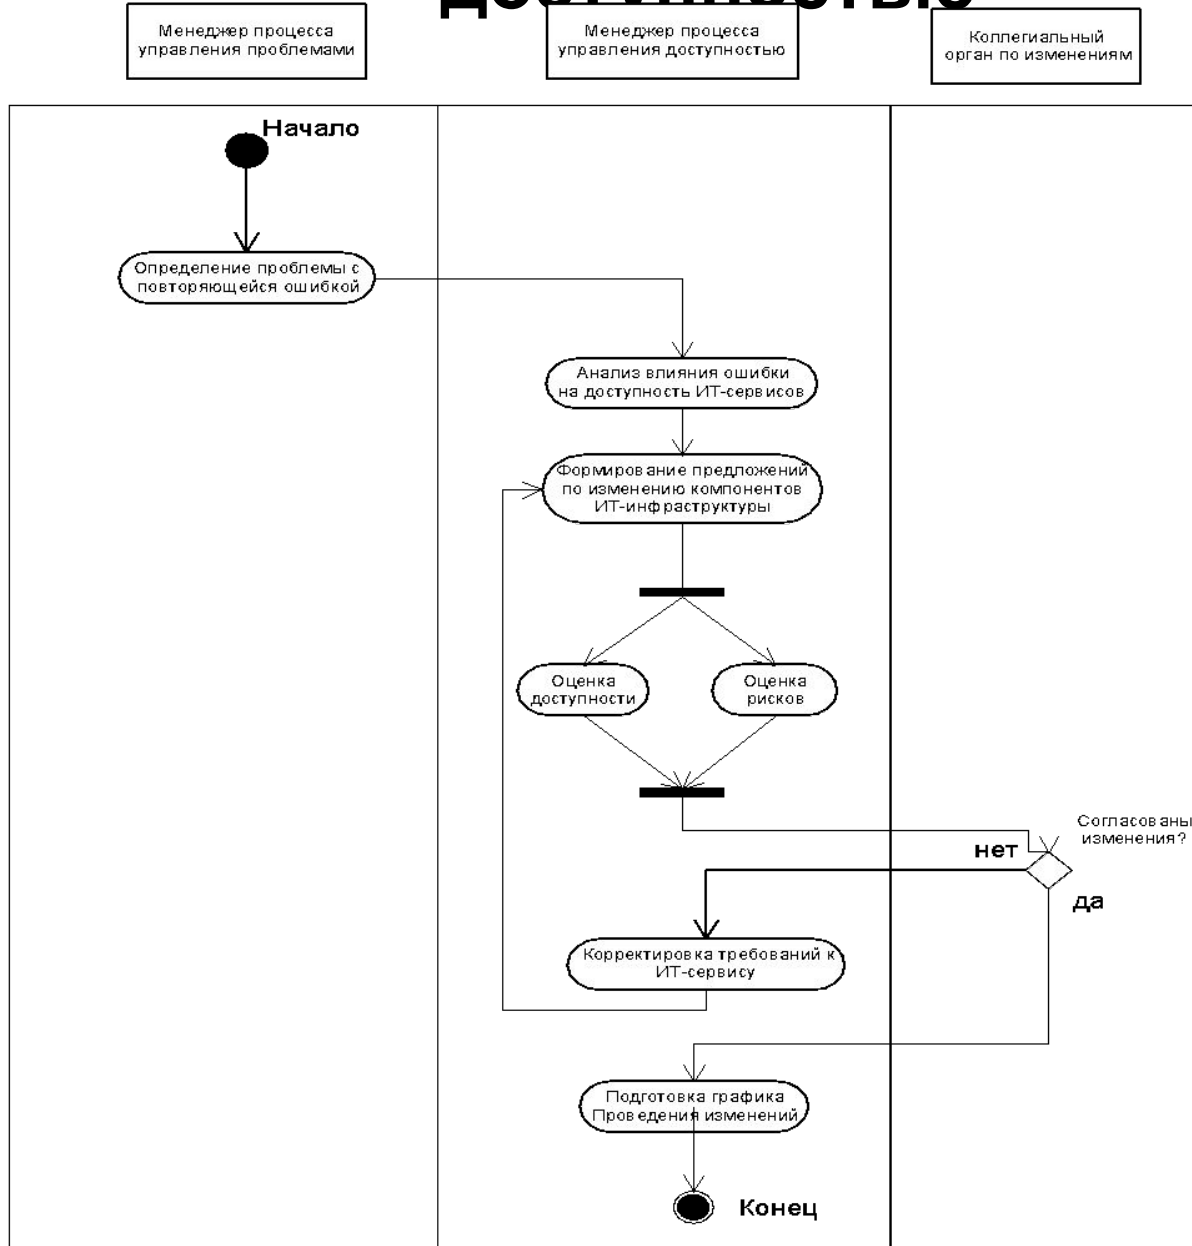 доступностью
Менеджер процесса
управления проблемами
Менеджер процесса
управления доступностью
Коллегиальный
орган по изменениям
Начало
Определение проблемы с
повторяющейся ошибкой
Анализ влияния ошибки
на доступность ИТ-сервисов
Формирование предложений
по изменению компонентов
ИТ-инфраструктуры
Оценка
доступности
Оценка
рисков
Согласованы
изменения?
нет
да
Корректировка требований к
ИТ-сервису
Подготовка графика
Проведения изменений
Конец